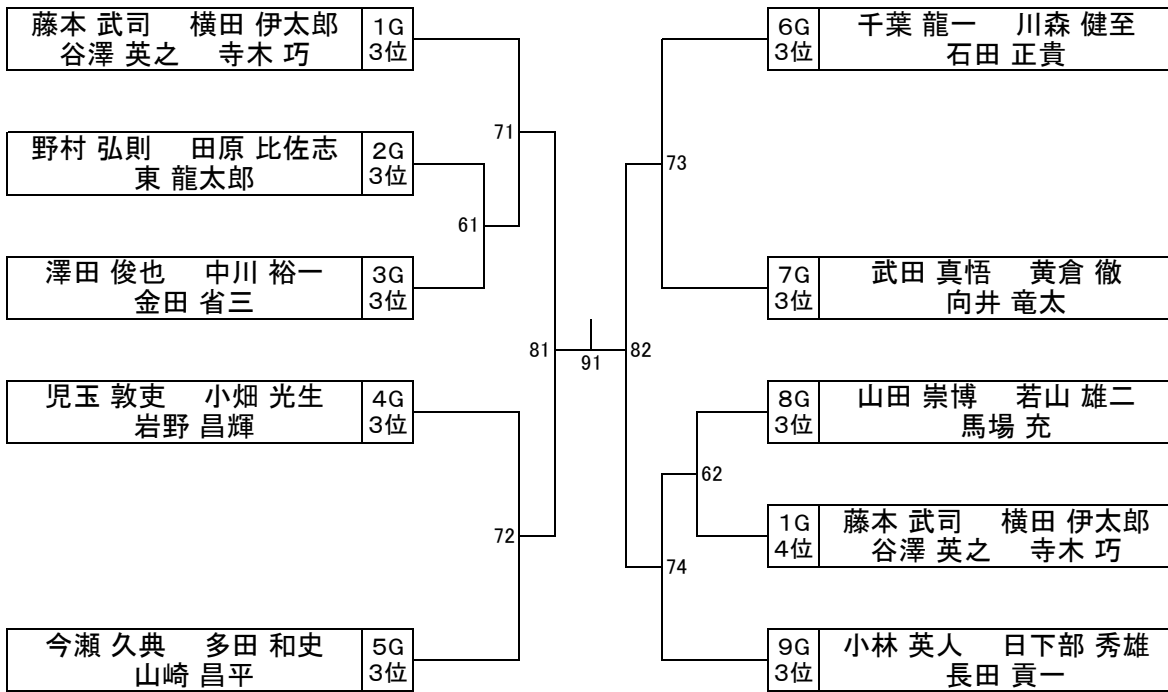 藤本 武司 横田 伊太郎 1G
谷澤 英之 寺木 巧 3位
野村 弘則 田原 比佐志 2G
東 龍太郎 3位
澤田 俊也 中川 裕一 3G
金田 省三 3位
児玉 敦吏 小畑 光生 4G
岩野 昌輝 3位
今瀬 久典 多田 和史 5G
山崎 昌平 3位
71
61
81
72
91
82
73
62
74
6G 千葉 龍一 川森 健至
3位 石田 正貴
7G 武田 真悟 黄倉 徹
3位 向井 竜太
8G 山田 崇博 若山 雄二
3位 馬場 充
1G 藤本 武司 横田 伊太郎
4位 谷澤 英之 寺木 巧
9G 小林 英人 日下部 秀雄
3位 長田 貢一